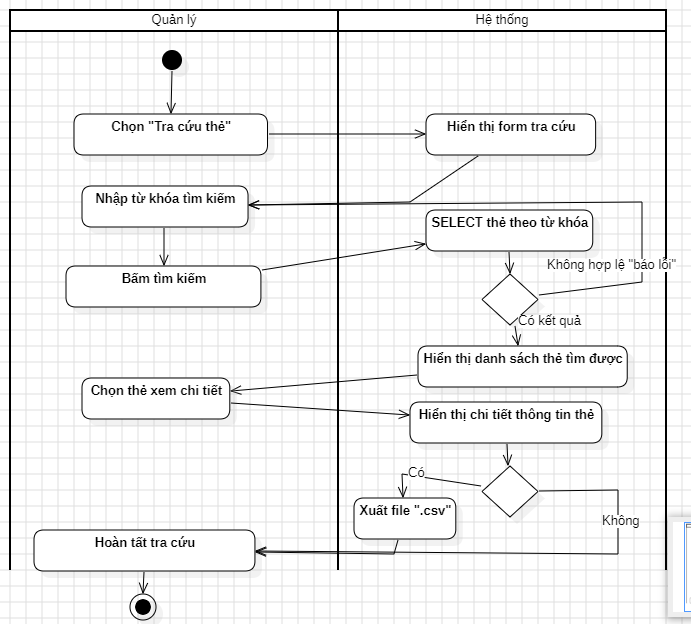 Quản lý
Hệ thống
Chọn "Tra cứu thẻ"
Hiển thị form tra cứu
Nhập từ khóa tìm kiếm
SELECT thẻ theo từ khóa
Bấm tìm kiếm
Không hợp lệ "báo lỗi"
Có kết quả
Hiển thị danh sách thẻ tìm được
Chọn thẻ xem chi tiết
Hiển thị chi tiết thông tin thẻ
Có
Xuất file ".csv"
Không
Hoàn tất tra cứu